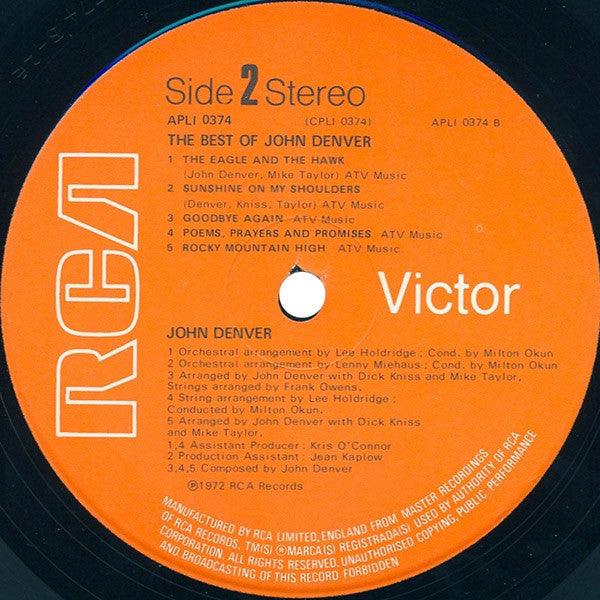 Side 2 Stereo
APLI 0374 (CPLI 0374) APLI 0374 B
THE BEST OF JOHN DENVER
1 THE EAGLE AND THE HAWK
(John Denver, Mike Taylor) ATV Music
2 SUNSHINE ON MY SHOULDERS
(Denver, Kniss, Taylor) ATV Music
3 GOODBYE AGAIN ATV Music
4 POEMS, PRAYERS AND PROMISES ATV Music
5 ROCKY MOUNTAIN HIGH ATV Music
RCA
Victor
JOHN DENVER
1 Orchestral arrangement by Lee Holdridge; Cond. by Milton Okun
2 Orchestral arrangement by Lenny Miehaus; Cond. by Milton Okun
3 Arranged by John Denver with Dick Kniss and Mike Taylor,
Strings arranged by Frank Owens.
4 String arrangement by Lee Holdridge;
Conducted by Milton Okun.
5 Arranged by John Denver with Dick Kniss
and Mike Taylor.
1,4 Assistant Producer: Kris O'Connor
2 Production Assistant: Jean Kaplow
3,4,5 Composed by John Denver
Ⓟ1972 RCA Records
MANUFACTURED BY RCA LIMITED, ENGLAND FROM MASTER RECORDINGS
OF RCA RECORDS. TM(S) ® MARCA(S) REGISTRADA(S) USED BY AUTHORITY OF RCA
CORPORATION. ALL RIGHTS RESERVED. UNAUTHORISED COPYING, PUBLIC PERFORMANCE
AND BROADCASTING OF THIS RECORD FORBIDDEN